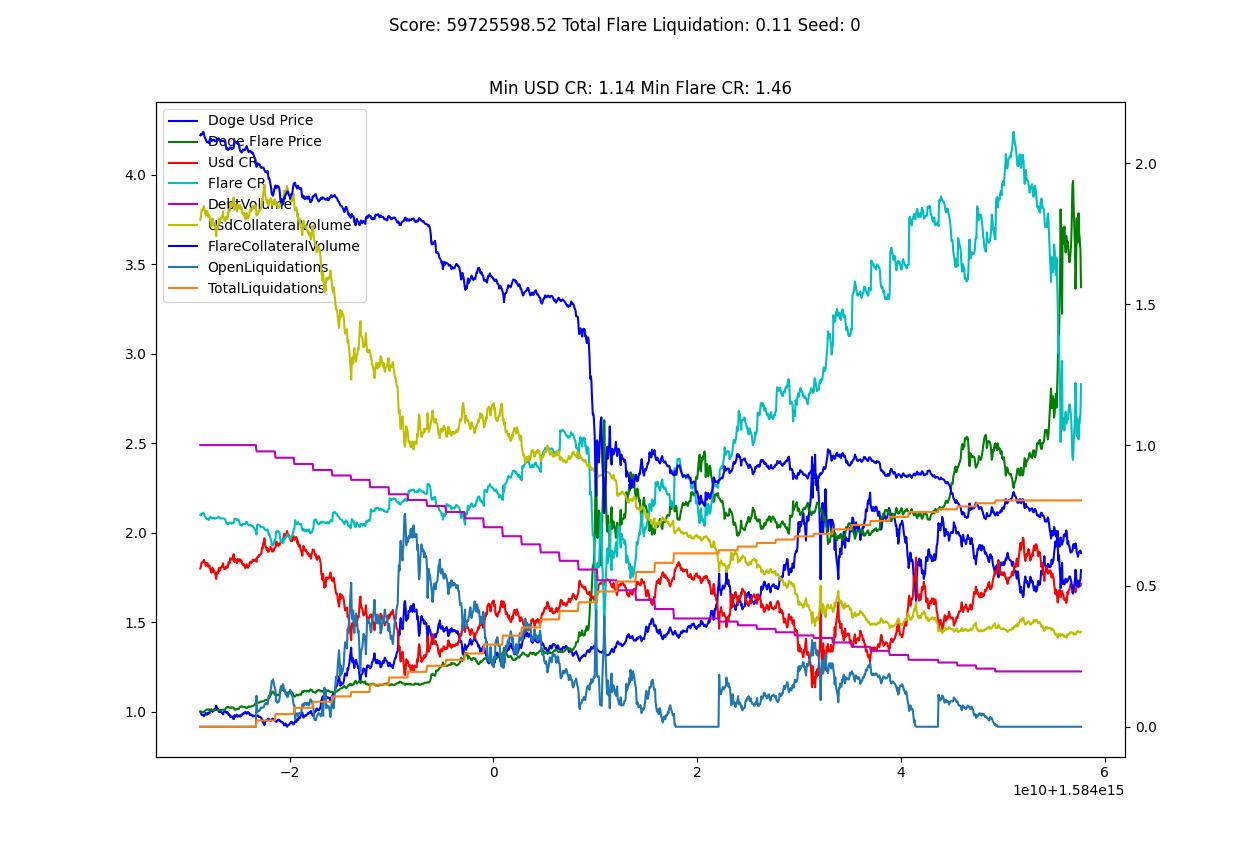 Score: 59725598.52 Total Flare Liquidation: 0.11 Seed: 0
Min USD CR: 1.14 Min Flare CR: 1.46
Doge Usd Price
Doge Flare Price
Usd CR
Flare CR
DebtVolume
UsdCollateralVolume
FlareCollateralVolume
OpenLiquidations
TotalLiquidations
4.0
3.5
3.0
2.5
2.0
1.5
1.0
2.0
1.5
1.0
0.5
0.0
−2 0 2 4 6
1e10+1.584e15